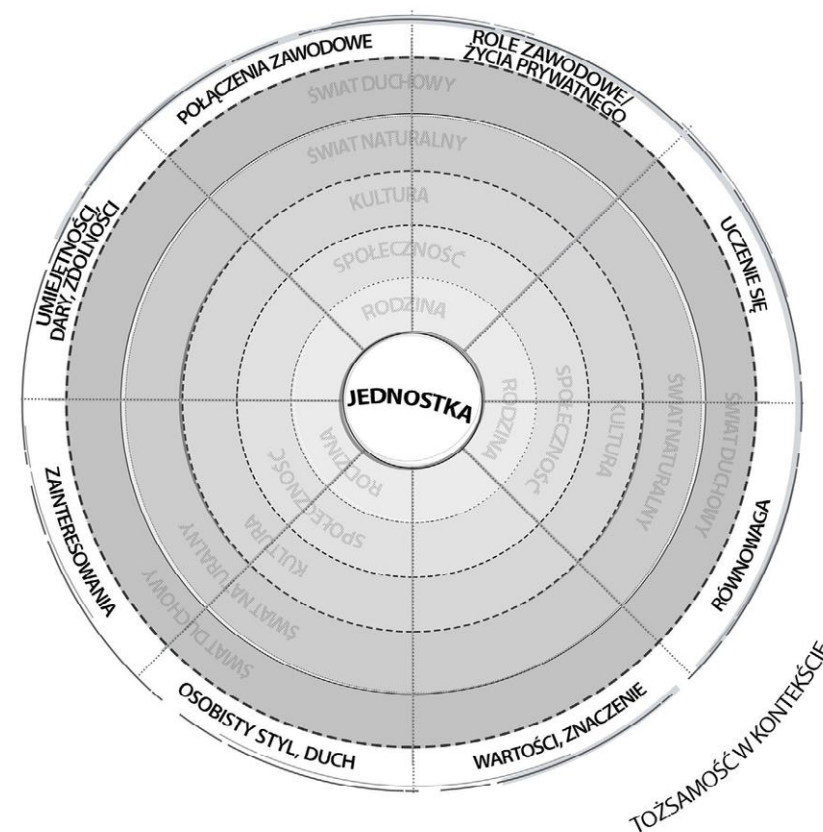 POŁĄCZENIA ZAWODOWE
ROLE ZAWODOWE/
ŻYCIA PRYWATNEGO
UCZENIE SIĘ
RÓWNOWAGA
WARTOŚCI, ZNACZENIE
OSOBISTY STYL, DUCH
ZAINTERESOWANIA
UMIEJĘTNOŚCI,
DARY, ZDOLNOŚCI
ŚWIAT DUCHOWY
ŚWIAT NATURALNY
KULTURA
SPOŁECZNOŚĆ
RODZINA
JEDNOSTKA
RODZINA
SPOŁECZNOŚĆ
KULTURA
ŚWIAT NATURALNY
ŚWIAT DUCHOWY
RODZINA
SPOŁECZNOŚĆ
KULTURA
ŚWIAT NATURALNY
ŚWIAT DUCHOWY
TOŻSAMOŚĆ W KONTEKŚCIE